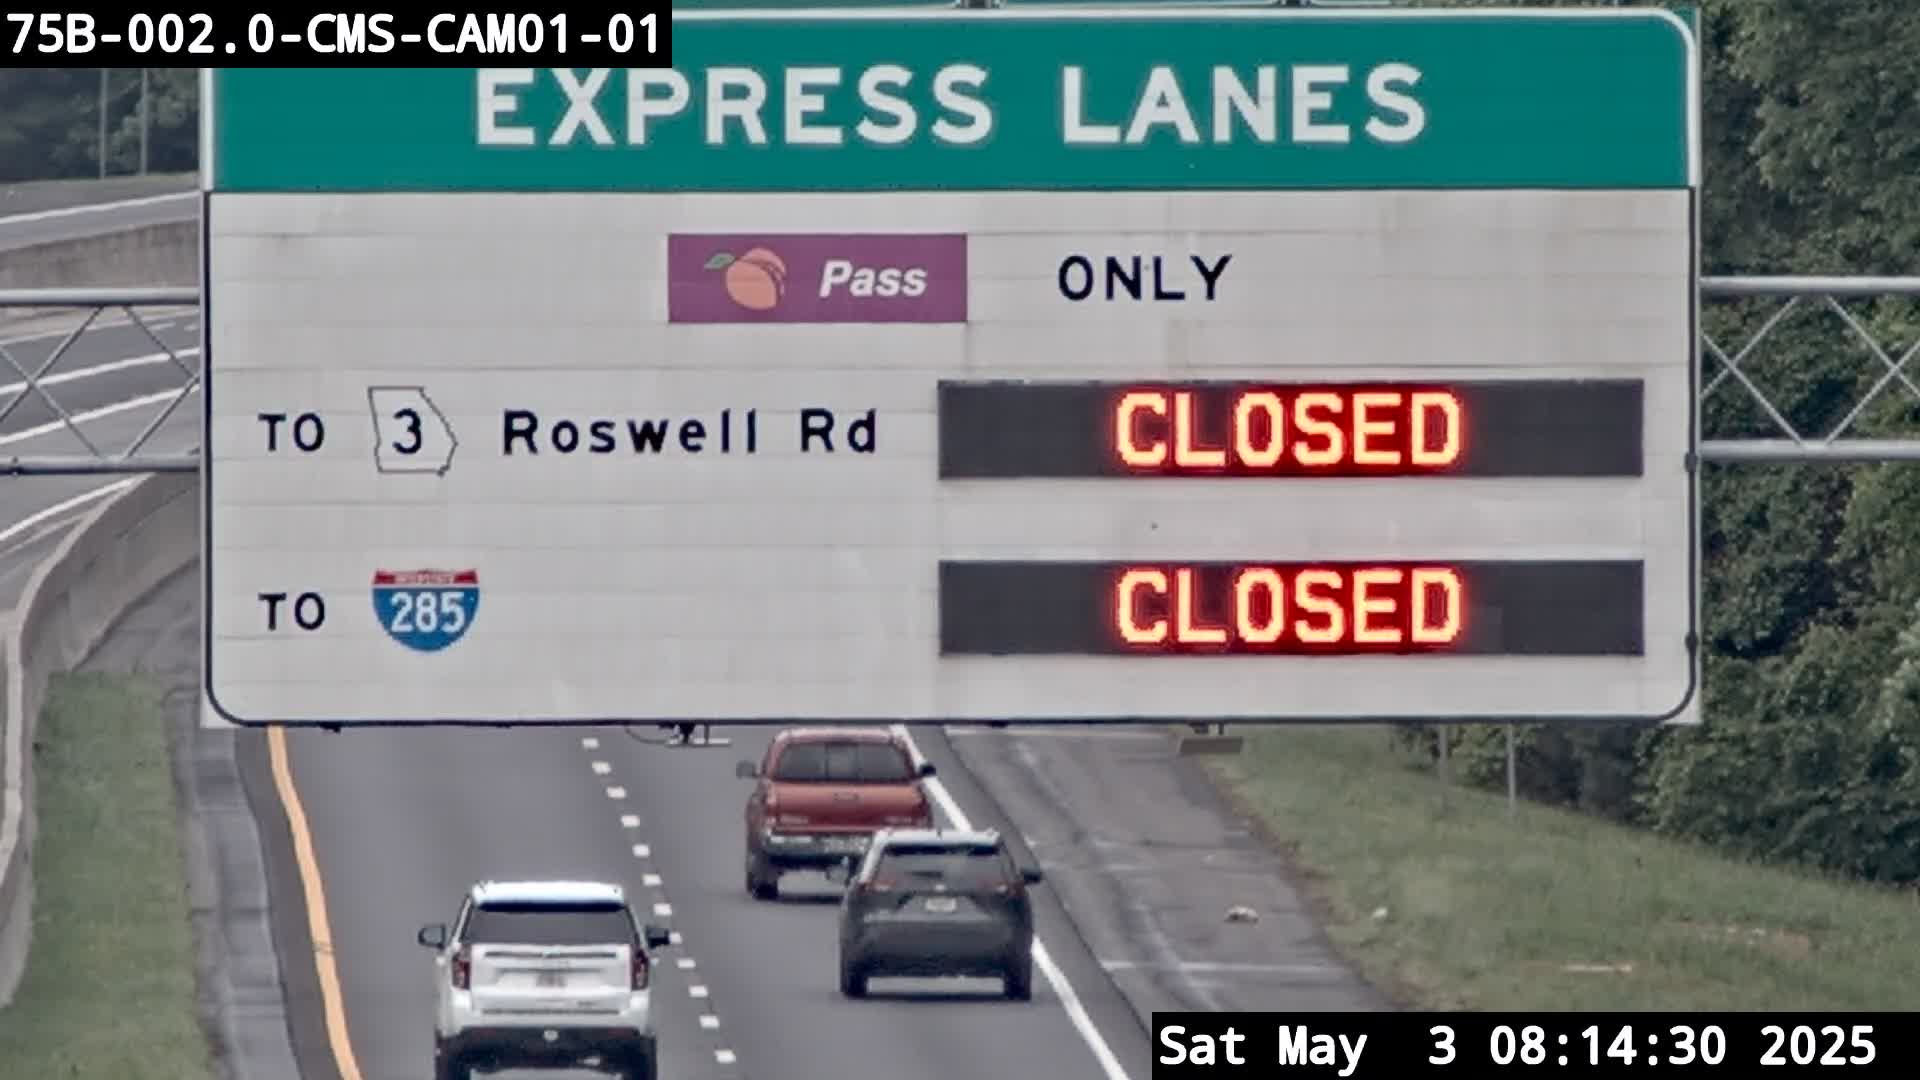 75B-002.0-CMS-CAM01-01
EXPRESS LANES
Pass ONLY
TO 3 Roswell Rd CLOSED
TO 285 CLOSED
Sat May 3 08:14:30 2025